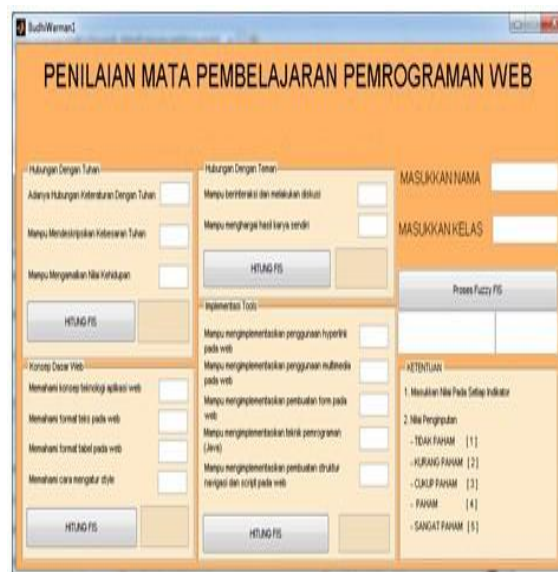 BudhiWarman1
PENILAIAN MATA PEMBELAJARAN PEMROGRAMAN WEB
Hubungan Dengan Tuhan
Adanya Hubungan Keteraturan Dengan Tuhan
Mampu Mendeskripsikan Kebesaran Tuhan
Mampu Mengamalkan Nilai Kehidupan
HITUNG FIS
Konsep Dasar Web
Memahami konsep teknologi aplikasi web
Memahami format teks pada web
Memahami format tabel pada web
Memahami cara mengatur style
HITUNG FIS
Hubungan Dengan Teman
Mampu berinteraksi dan melakukan diskusi
Mampu menghargai hasil karya sendiri
HITUNG FIS
Implementasi Tools
Mampu mengimplementasikan penggunaan hyperlink
pada web
Mampu mengimplementasikan penggunaan multimedia
pada web
Mampu mengimplementasikan pembuatan form pada
web
Mampu mengimplementasikan teknik pemrograman
(Java)
Mampu mengimplementasikan pembuatan struktur
navigasi dan script pada web
HITUNG FIS
MASUKKAN NAMA
MASUKKAN KELAS
Proses Fuzzy FIS
KETENTUAN
1. Masukkan Nilai Pada Setiap Indikator
2. Nilai Penginputan
- TIDAK PAHAM [ 1 ]
- KURANG PAHAM [ 2 ]
- CUKUP PAHAM [ 3 ]
- PAHAM [ 4 ]
- SANGAT PAHAM [ 5 ]